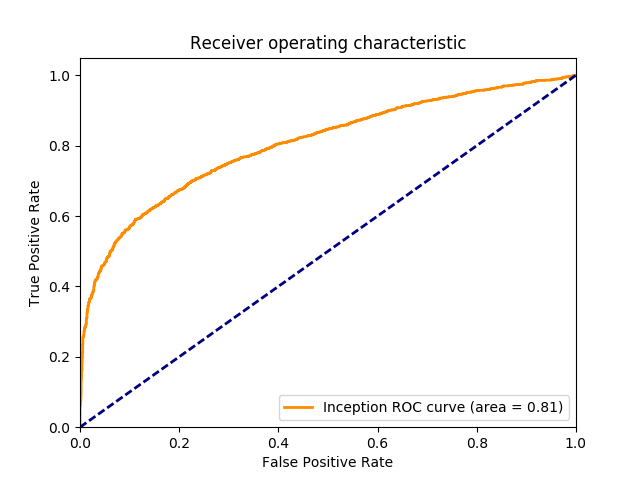 Receiver operating characteristic
1.0
0.8
0.6
0.4
0.2
0.0
True Positive Rate
Inception ROC curve (area = 0.81)
0.0 0.2 0.4 0.6 0.8 1.0
False Positive Rate